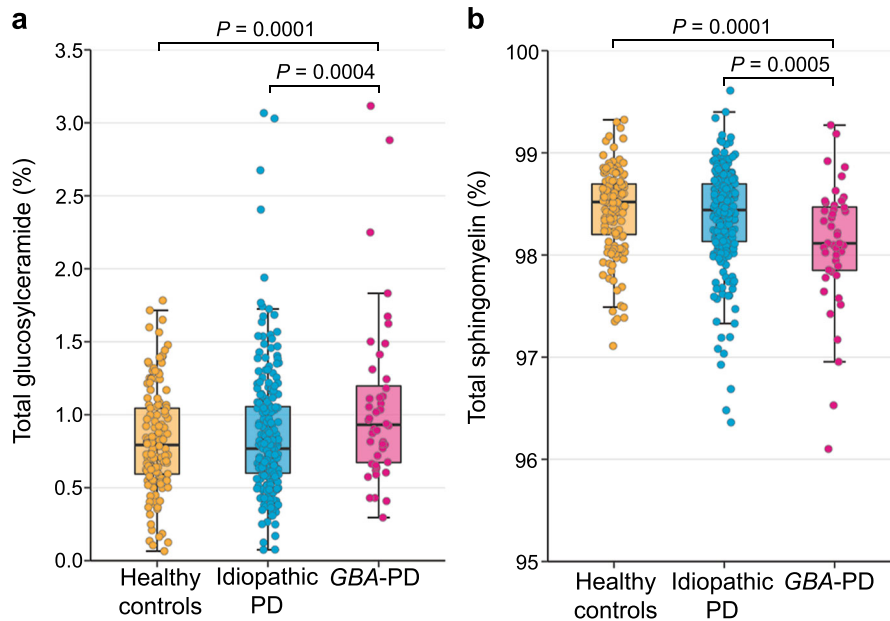 a
P = 0.0001
P = 0.0004
Total glucosylceramide (%)
3.5
3.0
2.5
2.0
1.5
1.0
0.5
0.0
Healthy
controls
Idiopathic
PD
GBA-PD
b
P = 0.0001
P = 0.0005
Total sphingomyelin (%)
100
99
98
97
96
95
Healthy
controls
Idiopathic
PD
GBA-PD